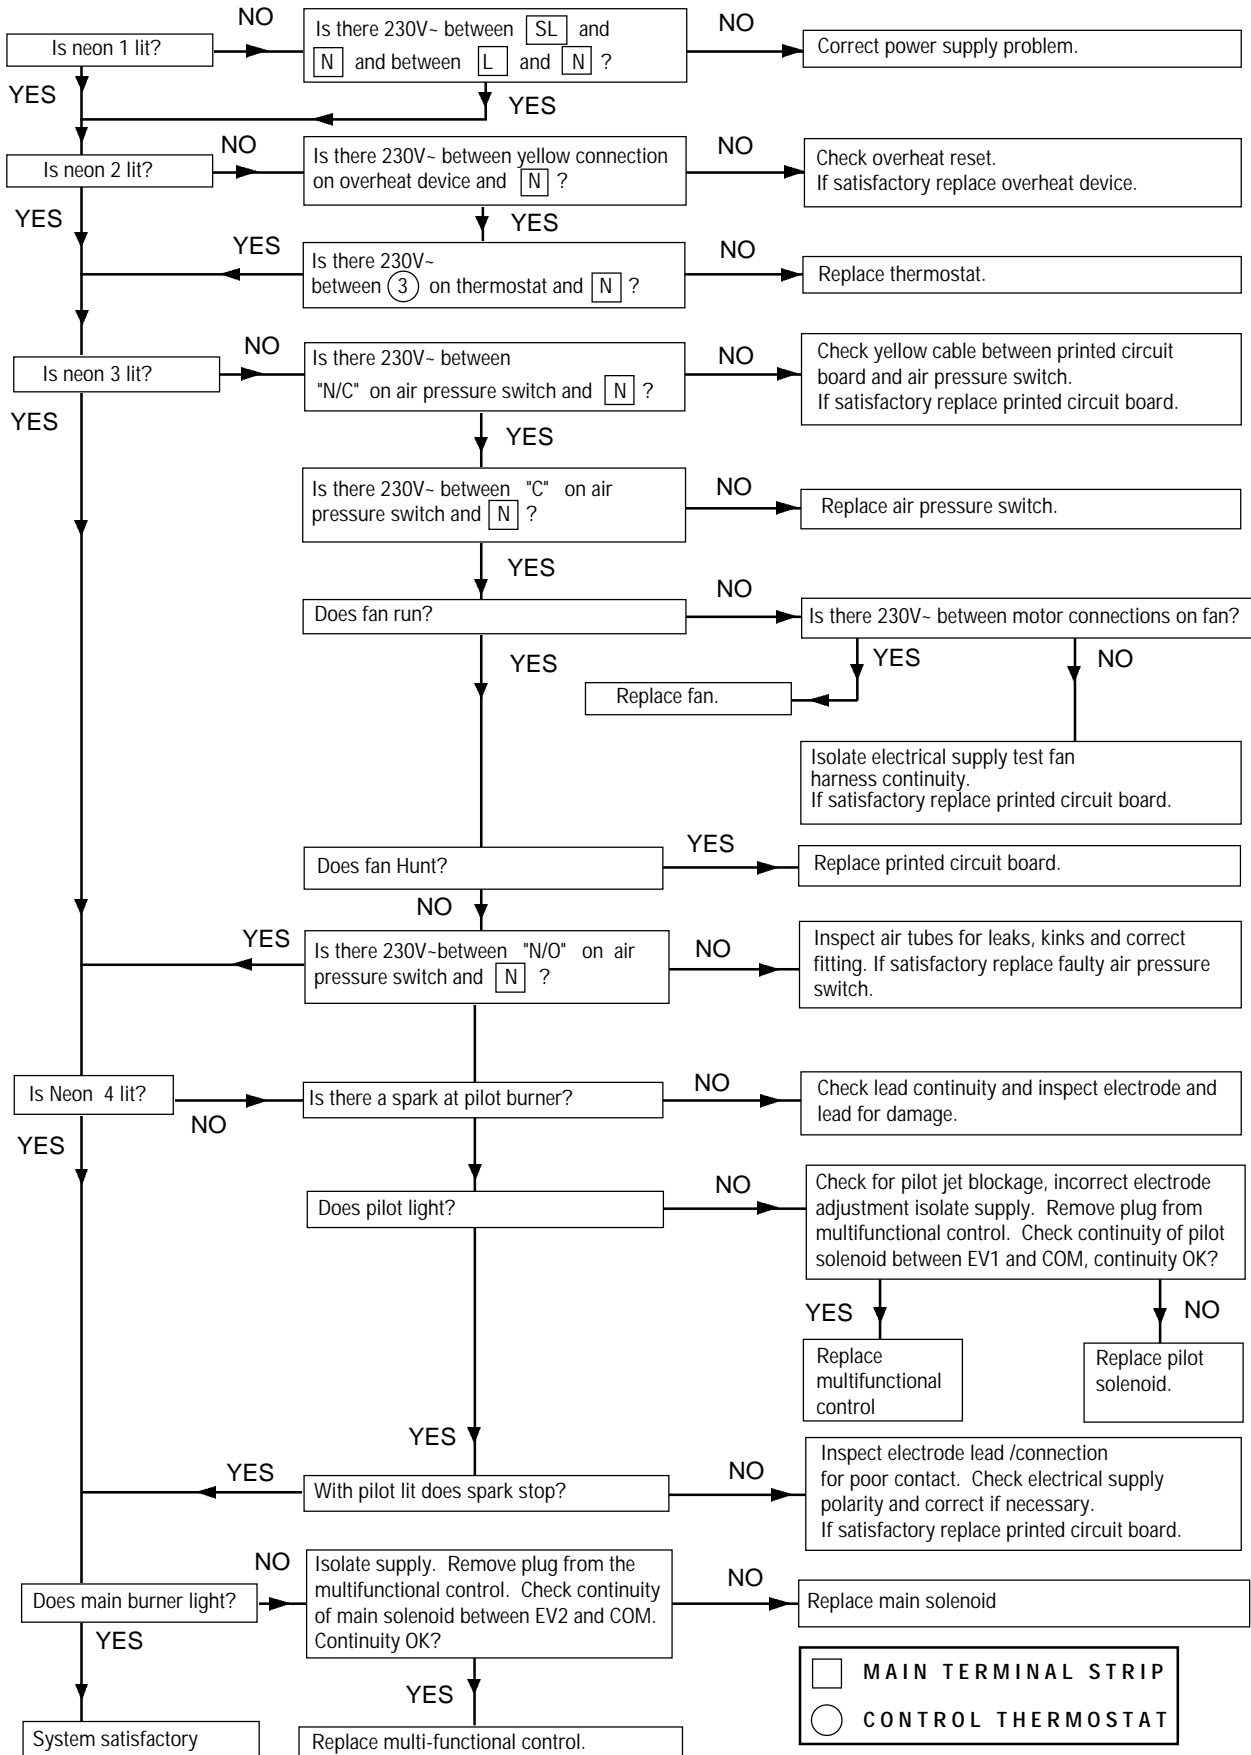 Is neon 1 lit?
NO
Is there 230V~ between SL and
N and between L and N ?
NO
Correct power supply problem.
YES
YES
Is neon 2 lit?
NO
Is there 230V~ between yellow connection
on overheat device and N ?
NO
Check overheat reset.
If satisfactory replace overheat device.
YES
YES
YES
Is there 230V~
between 3 on thermostat and N ?
NO
Replace thermostat.
Is neon 3 lit?
NO
Is there 230V~ between
"N/C" on air pressure switch and N ?
NO
Check yellow cable between printed circuit
board and air pressure switch.
If satisfactory replace printed circuit board.
YES
YES
Is there 230V~ between "C" on air
pressure switch and N ?
NO
Replace air pressure switch.
YES
Does fan run?
NO
Is there 230V~ between motor connections on fan?
YES
YES
NO
Replace fan.
Isolate electrical supply test fan
harness continuity.
If satisfactory replace printed circuit board.
Does fan Hunt?
YES
Replace printed circuit board.
NO
YES
Is there 230V~between "N/O" on air
pressure switch and N ?
NO
Inspect air tubes for leaks, kinks and correct
fitting. If satisfactory replace faulty air pressure
switch.
Is Neon 4 lit?
NO
Is there a spark at pilot burner?
NO
Check lead continuity and inspect electrode and
lead for damage.
YES
Does pilot light?
NO
Check for pilot jet blockage, incorrect electrode
adjustment isolate supply. Remove plug from
multifunctional control. Check continuity of pilot
solenoid between EV1 and COM, continuity OK?
YES
NO
Replace
multifunctional
control
Replace pilot
solenoid.
YES
YES
With pilot lit does spark stop?
NO
Inspect electrode lead /connection
for poor contact. Check electrical supply
polarity and correct if necessary.
If satisfactory replace printed circuit board.
Does main burner light?
NO
Isolate supply. Remove plug from the
multifunctional control. Check continuity
of main solenoid between EV2 and COM.
Continuity OK?
NO
Replace main solenoid
YES
YES
System satisfactory
Replace multi-functional control.
MAIN TERMINAL STRIP
CONTROL THERMOSTAT